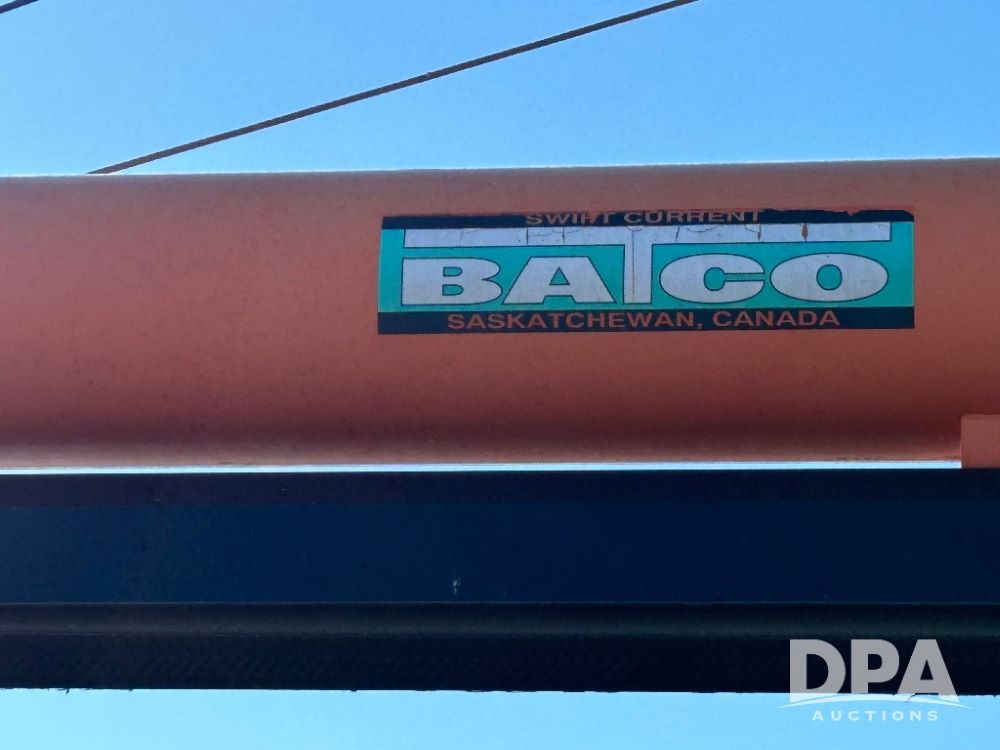 SWIFT CURRENT
BATCO
SASKATCHEWAN, CANADA
DPA
AUCTIONS